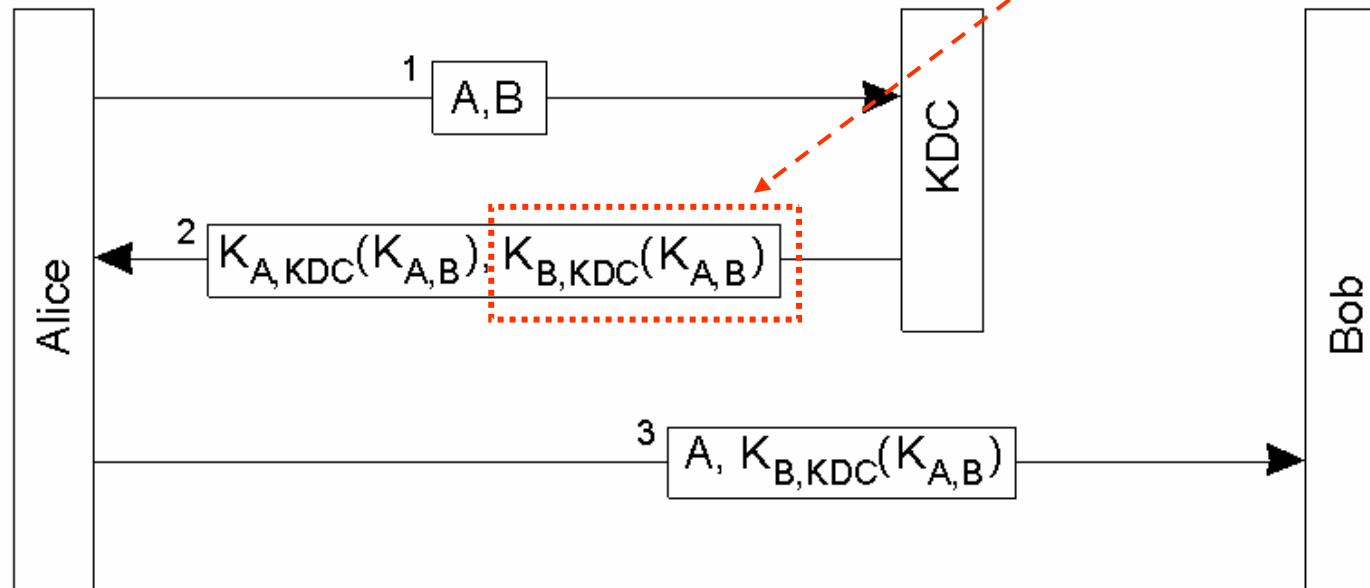 1
A,B
KDC
2
K_A,KDC(K_A,B), K_B,KDC(K_A,B)
Alice
Bob
3
A, K_B,KDC(K_A,B)